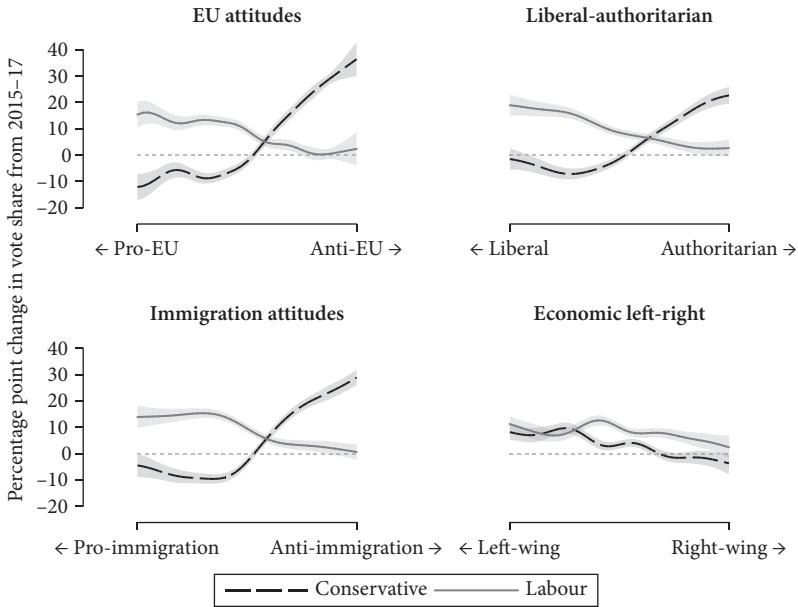 EU attitudes
Liberal-authoritarian
Percentage point change in vote share from 2015–17
40
30
20
10
0
−10
−20
← Pro-EU
Anti-EU →
← Liberal
Authoritarian →
Immigration attitudes
Economic left-right
40
30
20
10
0
−10
−20
← Pro-immigration
Anti-immigration →
← Left-wing
Right-wing →
Conservative
Labour